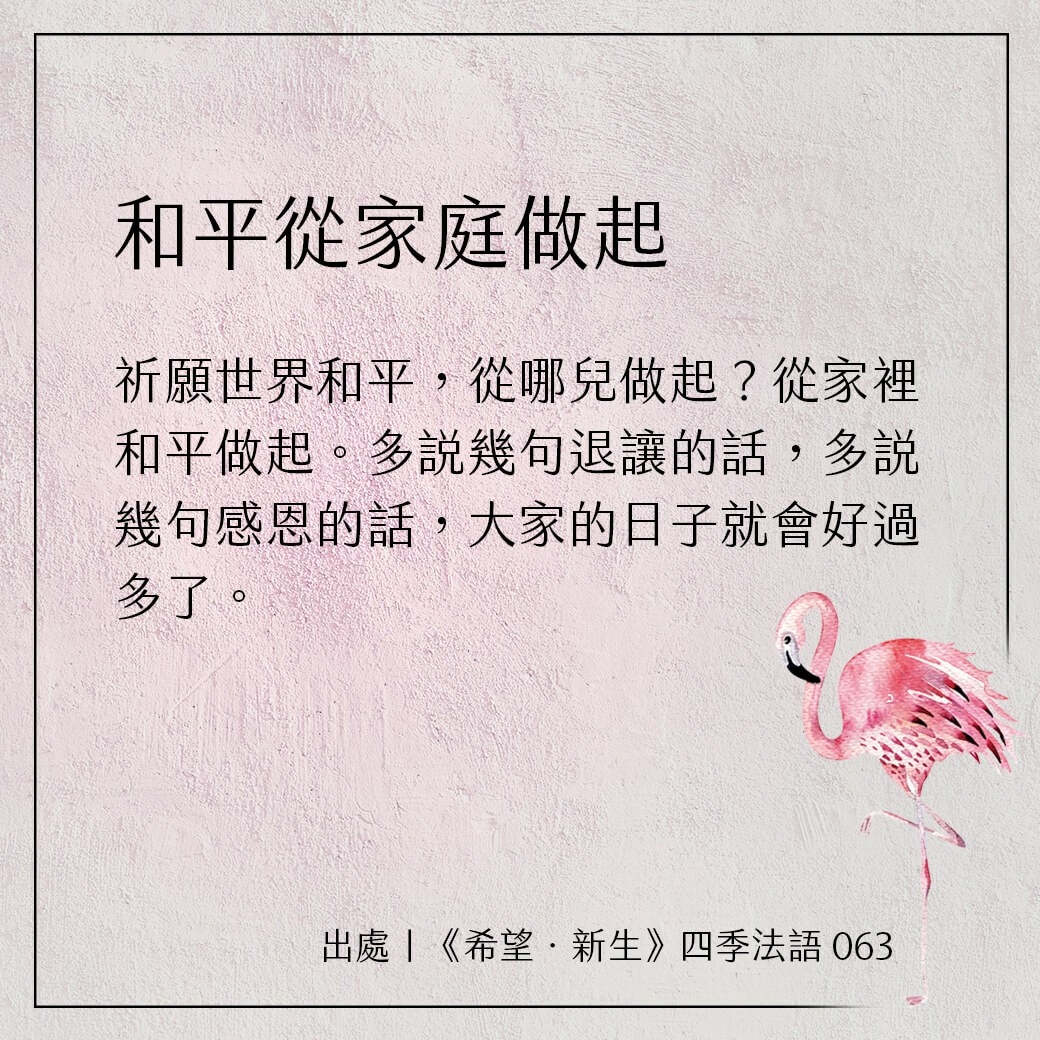 和平從家庭做起
祈願世界和平，從哪兒做起？從家裡
和平做起。多說幾句退讓的話，多說
幾句感恩的話，大家的日子就會好過
多了。
出處｜《希望．新生》四季法語 063